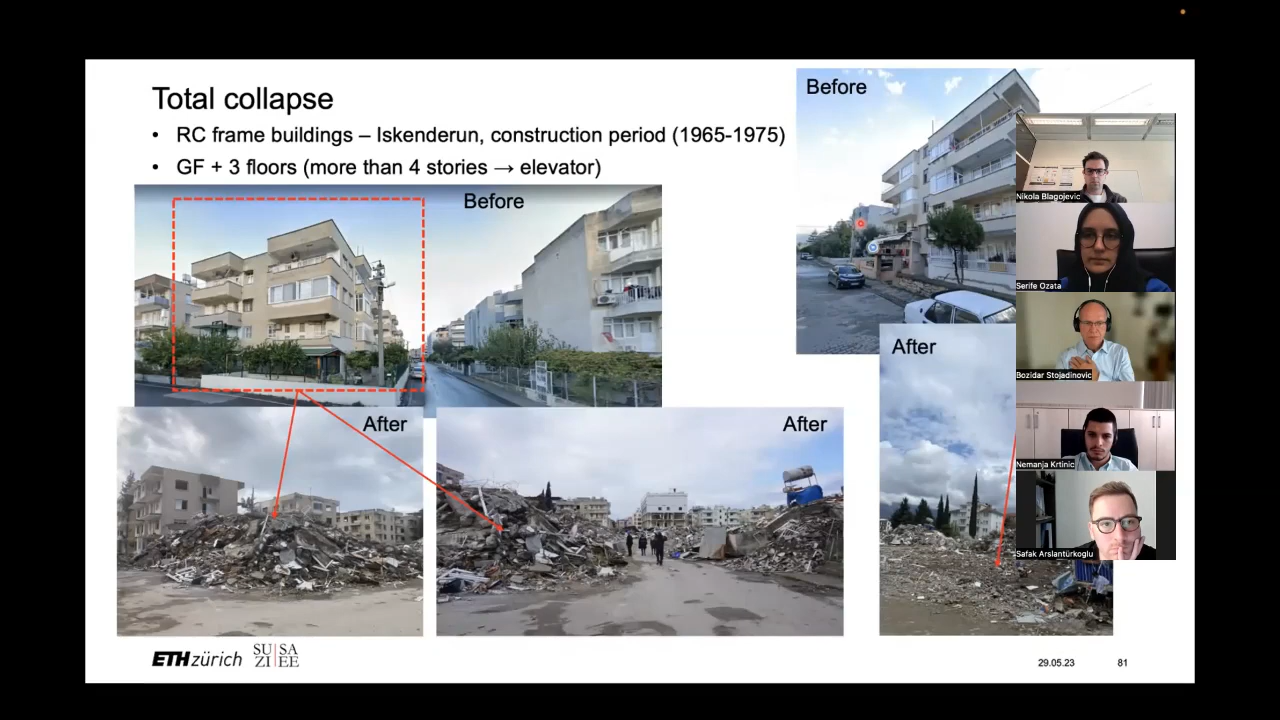 Total collapse
• RC frame buildings – Iskenderun, construction period (1965-1975)
• GF + 3 floors (more than 4 stories → elevator)
Before
Before
After
After
After
Nikola Blagojevic
Serife Ozata
Bozidar Stojadinovic
Nemanja Krtinic
Safak Arslantürkoglu
ETH zürich
SU|SA
ZI|EE
29.05.23
81